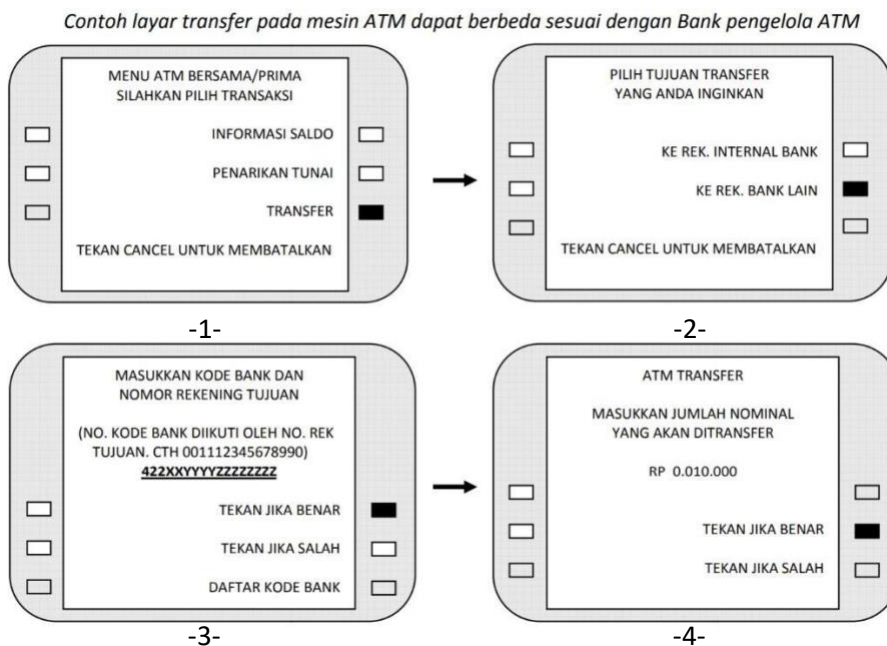 Contoh layar transfer pada mesin ATM dapat berbeda sesuai dengan Bank pengelola ATM
MENU ATM BERSAMA/PRIMA
SILAHKAN PILIH TRANSAKSI
INFORMASI SALDO
PENARIKAN TUNAI
TRANSFER
TEKAN CANCEL UNTUK MEMBATALKAN
-1-
PILIH TUJUAN TRANSFER
YANG ANDA INGINKAN
KE REK. INTERNAL BANK
KE REK. BANK LAIN
TEKAN CANCEL UNTUK MEMBATALKAN
-2-
MASUKKAN KODE BANK DAN
NOMOR REKENING TUJUAN
(NO. KODE BANK DIIKUTI OLEH NO. REK
TUJUAN. CTH 001112345678990)
422XXYYYYZZZZZZZZ
TEKAN JIKA BENAR
TEKAN JIKA SALAH
DAFTAR KODE BANK
-3-
ATM TRANSFER
MASUKKAN JUMLAH NOMINAL
YANG AKAN DITRANSFER
RP 0.010.000
TEKAN JIKA BENAR
TEKAN JIKA SALAH
-4-